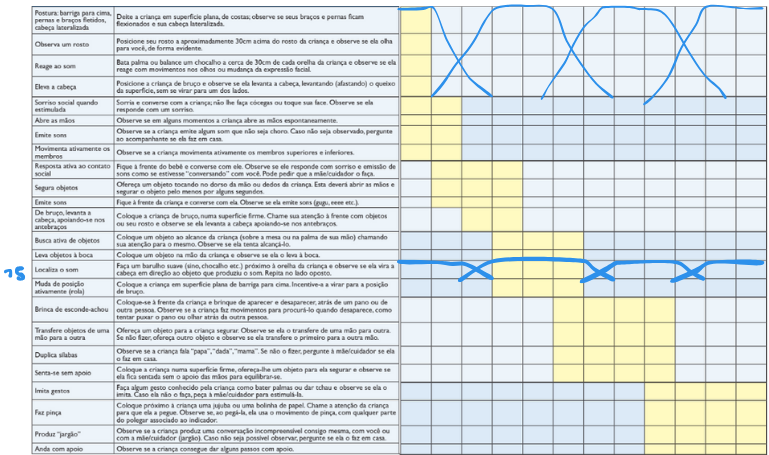 Postura: barriga para cima,
pernas e braços fletidos,
cabeça lateralizada
Deite a criança em superfície plana, de costas; observe se seus braços e pernas ficam
flexionados e sua cabeça lateralizada.
Observa um rosto
Posicione seu rosto a aproximadamente 30cm acima do rosto da criança e observe se ela olha
para você, de forma evidente.
Reage ao som
Bata palma ou balance um chocalho a cerca de 30cm de cada orelha da criança e observe se ela
reage com movimentos nos olhos ou mudança da expressão facial.
Eleva a cabeça
Posicione a criança de bruço e observe se ela levanta a cabeça, levantando (afastando) o queixo
da superfície, sem se virar para um dos lados.
Sorriso social quando
estimulada
Sorria e converse com a criança; não lhe faça cócegas ou toque sua face. Observe se ela
responde com um sorriso.
Abre as mãos
Observe se em alguns momentos a criança abre as mãos espontaneamente.
Emite sons
Observe se a criança emite algum som que não seja choro. Caso não seja observado, pergunte
ao acompanhante se ela faz em casa.
Movimenta ativamente os
membros
Observe se a criança movimenta ativamente os membros superiores e inferiores.
Resposta ativa ao contato
social
Fique à frente do bebê e converse com ele. Observe se ele responde com sorriso e emissão de
sons como se estivesse "conversando" com você. Pode pedir que a mãe/cuidador o faça.
Segura objetos
Ofereça um objeto tocando no dorso da mão ou dedos da criança. Esta deverá abrir as mãos e
segurar o objeto pelo menos por alguns segundos.
Emite sons
Fique à frente da criança e converse com ela. Observe se ela emite sons (gugu, eeee etc.).
De bruço, levanta a
cabeça, apoiando-se nos
antebraços
Coloque a criança de bruço, numa superfície firme. Chame sua atenção à frente com objetos
ou seu rosto e observe se ela levanta a cabeça apoiando-se nos antebraços.
Busca ativa de objetos
Coloque um objeto ao alcance da criança (sobre a mesa ou na palma de sua mão) chamando
sua atenção para o mesmo. Observe se ela tenta alcançá-lo.
Leva objetos à boca
Coloque um objeto na mão da criança e observe se ela o leva à boca.
15
Localiza o som
Faça um barulho suave (sino, chocalho etc.) próximo à orelha da criança e observe se ela vira a
cabeça em direção ao objeto que produziu o som. Repita no lado oposto.
Muda de posição
ativamente (rola)
Coloque a criança em superfície plana de barriga para cima. Incentive-a a virar para a posição
de bruço.
Brinca de esconde-achou
Coloque-se à frente da criança e brinque de aparecer e desaparecer, atrás de um pano ou de
outra pessoa. Observe se a criança faz movimentos para procurá-lo quando desaparece, como
tentar puxar o pano ou olhar atrás da outra pessoa.
Transfere objetos de uma
mão para a outra
Ofereça um objeto para a criança segurar. Observe se ela o transfere de uma mão para outra.
Se não fizer, ofereça outro objeto e observe se ela transfere o primeiro para a outra mão.
Duplica sílabas
Observe se a criança fala "papa", "dada", "mama". Se não o fizer, pergunte à mãe/cuidador se ela
o faz em casa.
Senta-se sem apoio
Coloque a criança numa superfície firme, ofereça-lhe um objeto para ela segurar e observe se
ela fica sentada sem o apoio das mãos para equilibrar-se.
Imita gestos
Faça algum gesto conhecido pela criança como bater palmas ou dar tchau e observe se ela o
imita. Caso ela não o faça, peça à mãe/cuidador para estimulá-la.
Faz pinça
Coloque próximo à criança uma jujuba ou uma bolinha de papel. Chame a atenção da criança
para que ela a pegue. Observe se, ao pegá-la, ela usa o movimento de pinça, com qualquer parte
do polegar associado ao indicador.
Produz "jargão"
Observe se a criança produz uma conversação incompreensível consigo mesma, com você ou
com a mãe/cuidador (jargão). Caso não seja possível observar, pergunte se ela o faz em casa.
Anda com apoio
Observe se a criança consegue dar alguns passos com apoio.